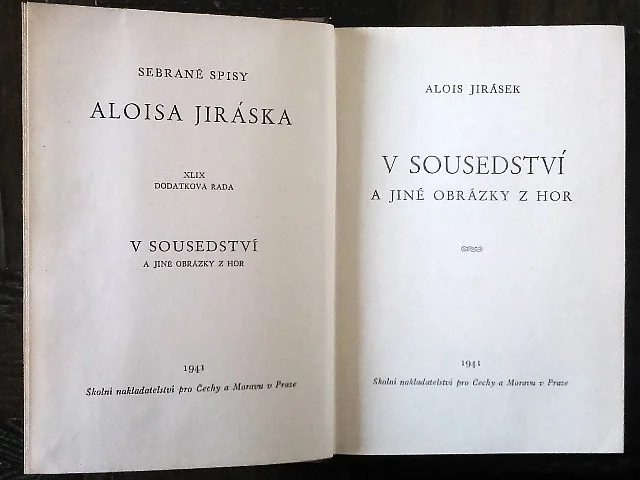 SEBRANÉ SPISY
ALOISA JIRÁSKA
XLIX
DODATKOVÁ ŘADA
V SOUSEDSTVÍ
A JINÉ OBRÁZKY Z HOR
1941
Školní nakladatelství pro Čechy a Moravu v Praze
ALOIS JIRÁSEK
V SOUSEDSTVÍ
A JINÉ OBRÁZKY Z HOR
1941
Školní nakladatelství pro Čechy a Moravu v Praze